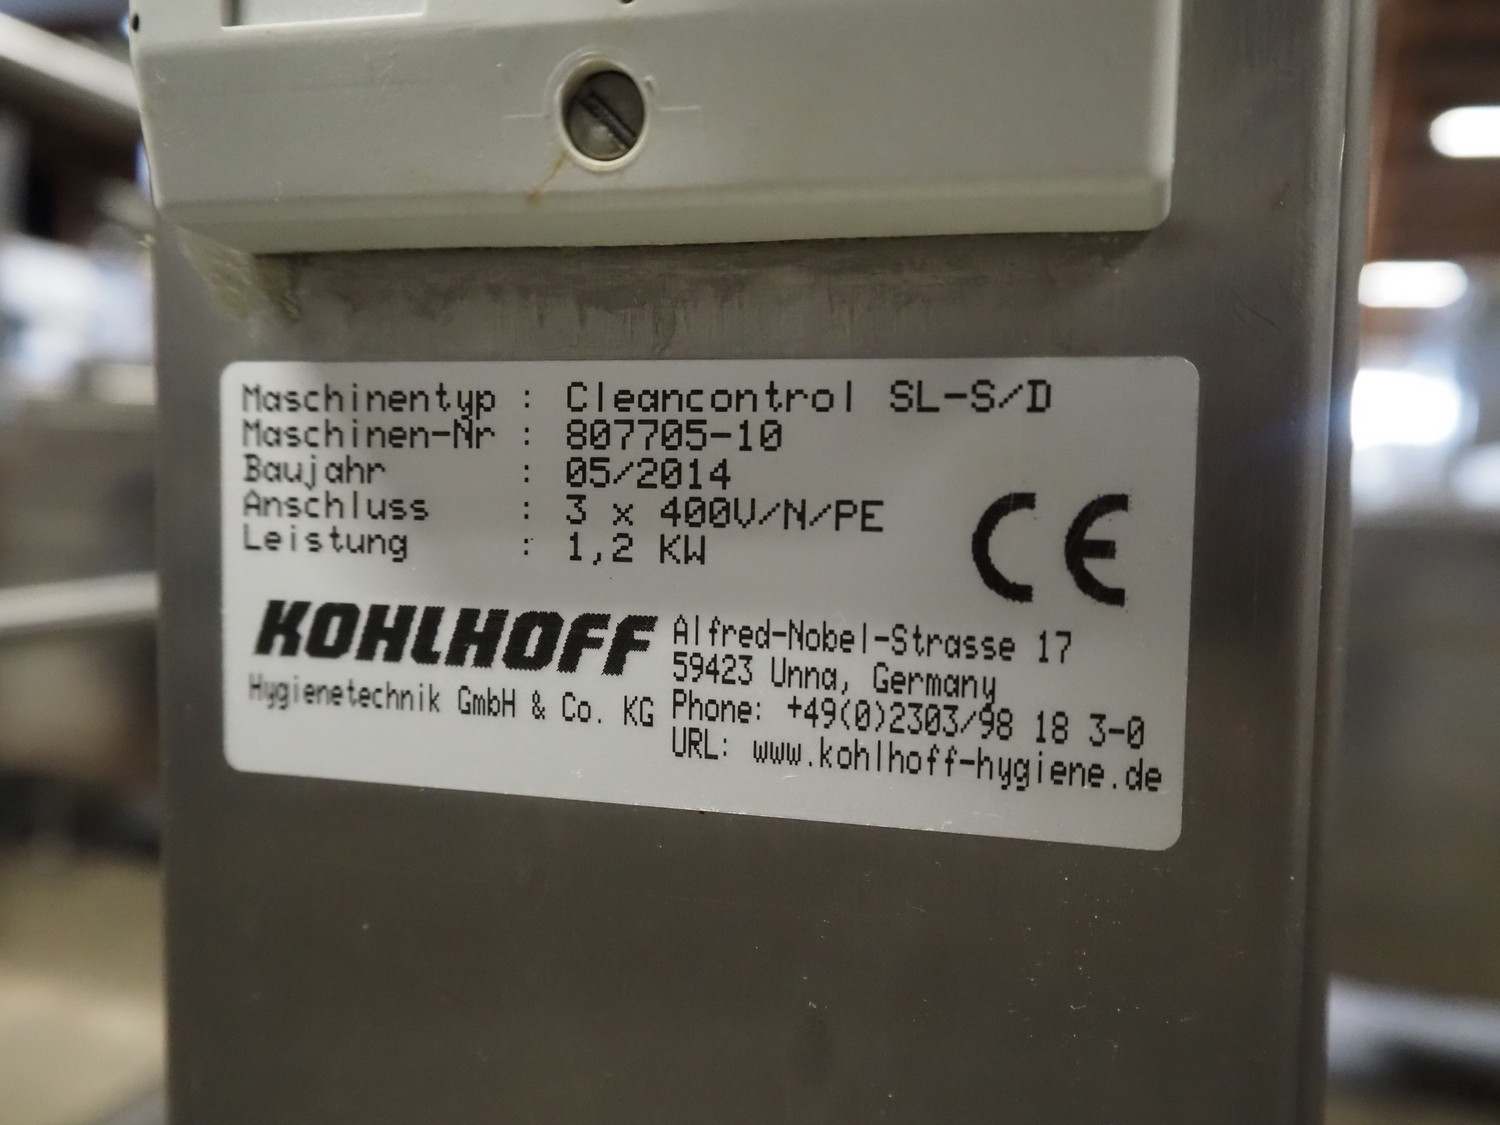 Maschinentyp : Cleancontrol SL-S/D
Maschinen-Nr : 807705-10
Baujahr : 05/2014
Anschluss : 3 x 400V/N/PE
Leistung : 1,2 KW
CE
KOHLHOFF
Hygienetechnik GmbH & Co. KG
Alfred-Nobel-Strasse 17
59423 Unna, Germany
Phone: +49(0)2303/98 18 3-0
URL: www.kohlhoff-hygiene.de